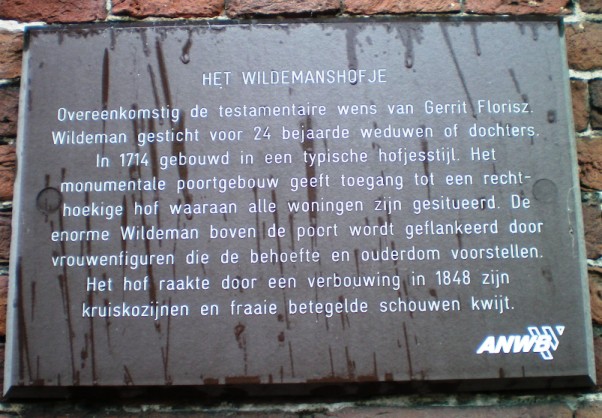 HET WILDEMANSHOFJE
Overeenkomstig de testamentaire wens van Gerrit Florisz.
Wildeman gesticht voor 24 bejaarde weduwen of dochters.
In 1714 gebouwd in een typische hofjesstijl. Het
monumentale poortgebouw geeft toegang tot een recht-
hoekige hof waaraan alle woningen zijn gesitueerd. De
enorme Wildeman boven de poort wordt geflankeerd door
vrouwenfiguren die de behoefte en ouderdom voorstellen.
Het hof raakte door een verbouwing in 1848 zijn
kruiskozijnen en fraaie betegelde schouwen kwijt.
ANWB